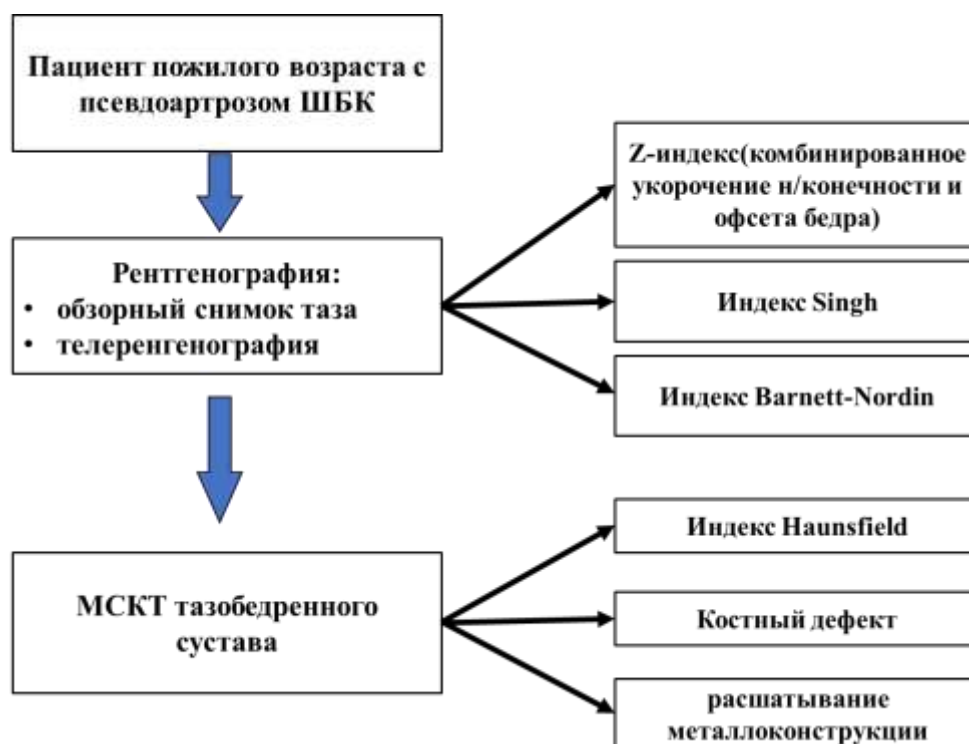 Пациент пожилого возраста с
псевдоартрозом ШБК
Рентгенография:
• обзорный снимок таза
• телеренгенография
Z-индекс(комбинированное
укорочение н/конечности и
офсета бедра)
Индекс Singh
Индекс Barnett-Nordin
МСКТ тазобедренного
сустава
Индекс Haunsfield
Костный дефект
расшатывание
металлоконструкции